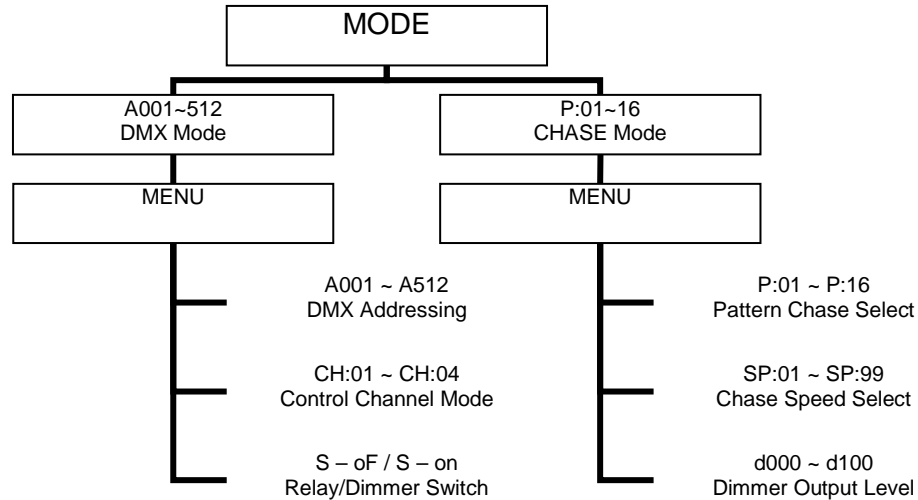 MODE
A001~512
DMX Mode
P:01~16
CHASE Mode
MENU
MENU
A001 ~ A512
DMX Addressing
P:01 ~ P:16
Pattern Chase Select
CH:01 ~ CH:04
Control Channel Mode
SP:01 ~ SP:99
Chase Speed Select
S – oF / S – on
Relay/Dimmer Switch
d000 ~ d100
Dimmer Output Level